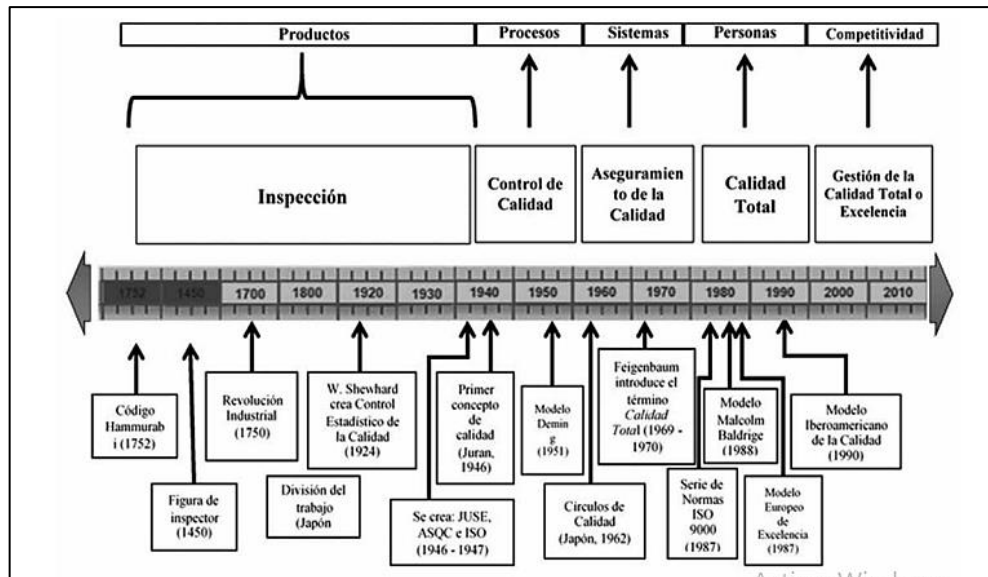 Productos
Procesos
Sistemas
Personas
Competitividad
Inspección
Control de
Calidad
Aseguramien
to de la
Calidad
Calidad
Total
Gestión de la
Calidad Total o
Excelencia
1752
1450
1700
1800
1920
1930
1940
1950
1960
1970
1980
1990
2000
2010
Código
Hammurab
i (1752)
Figura de
inspector
(1450)
Revolución
Industrial
(1750)
División del
trabajo
(Japón
W. Shewhard
crea Control
Estadístico de
la Calidad
(1924)
Se crea: JUSE,
ASQC e ISO
(1946 - 1947)
Primer
concepto
de
calidad
(Juran,
1946)
Modelo
Demin
g
(1951)
Círculos de
Calidad
(Japón, 1962)
Feigenbaum
introduce el
término
Calidad
Total (1969 -
1970)
Serie de
Normas
ISO
9000
(1987)
Modelo
Malcolm
Baldrige
(1988)
Modelo
Europeo
de
Excelencia
(1987)
Modelo
Iberoamericano
de la Calidad
(1990)